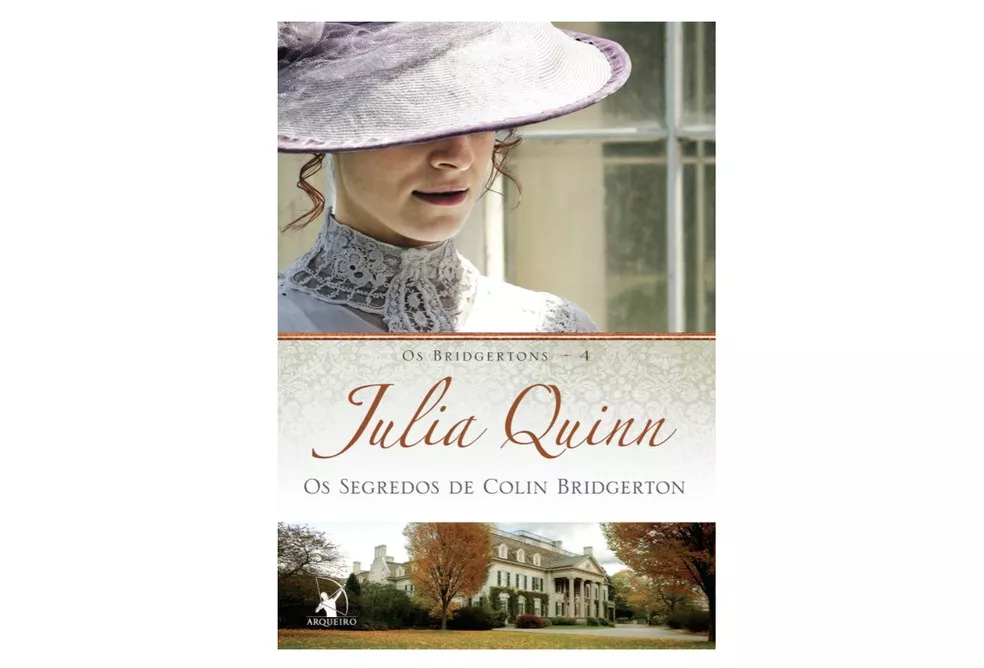 Os Bridgertons – 4
Julia Quinn
Os Segredos de Colin Bridgerton
ARQUEIRO